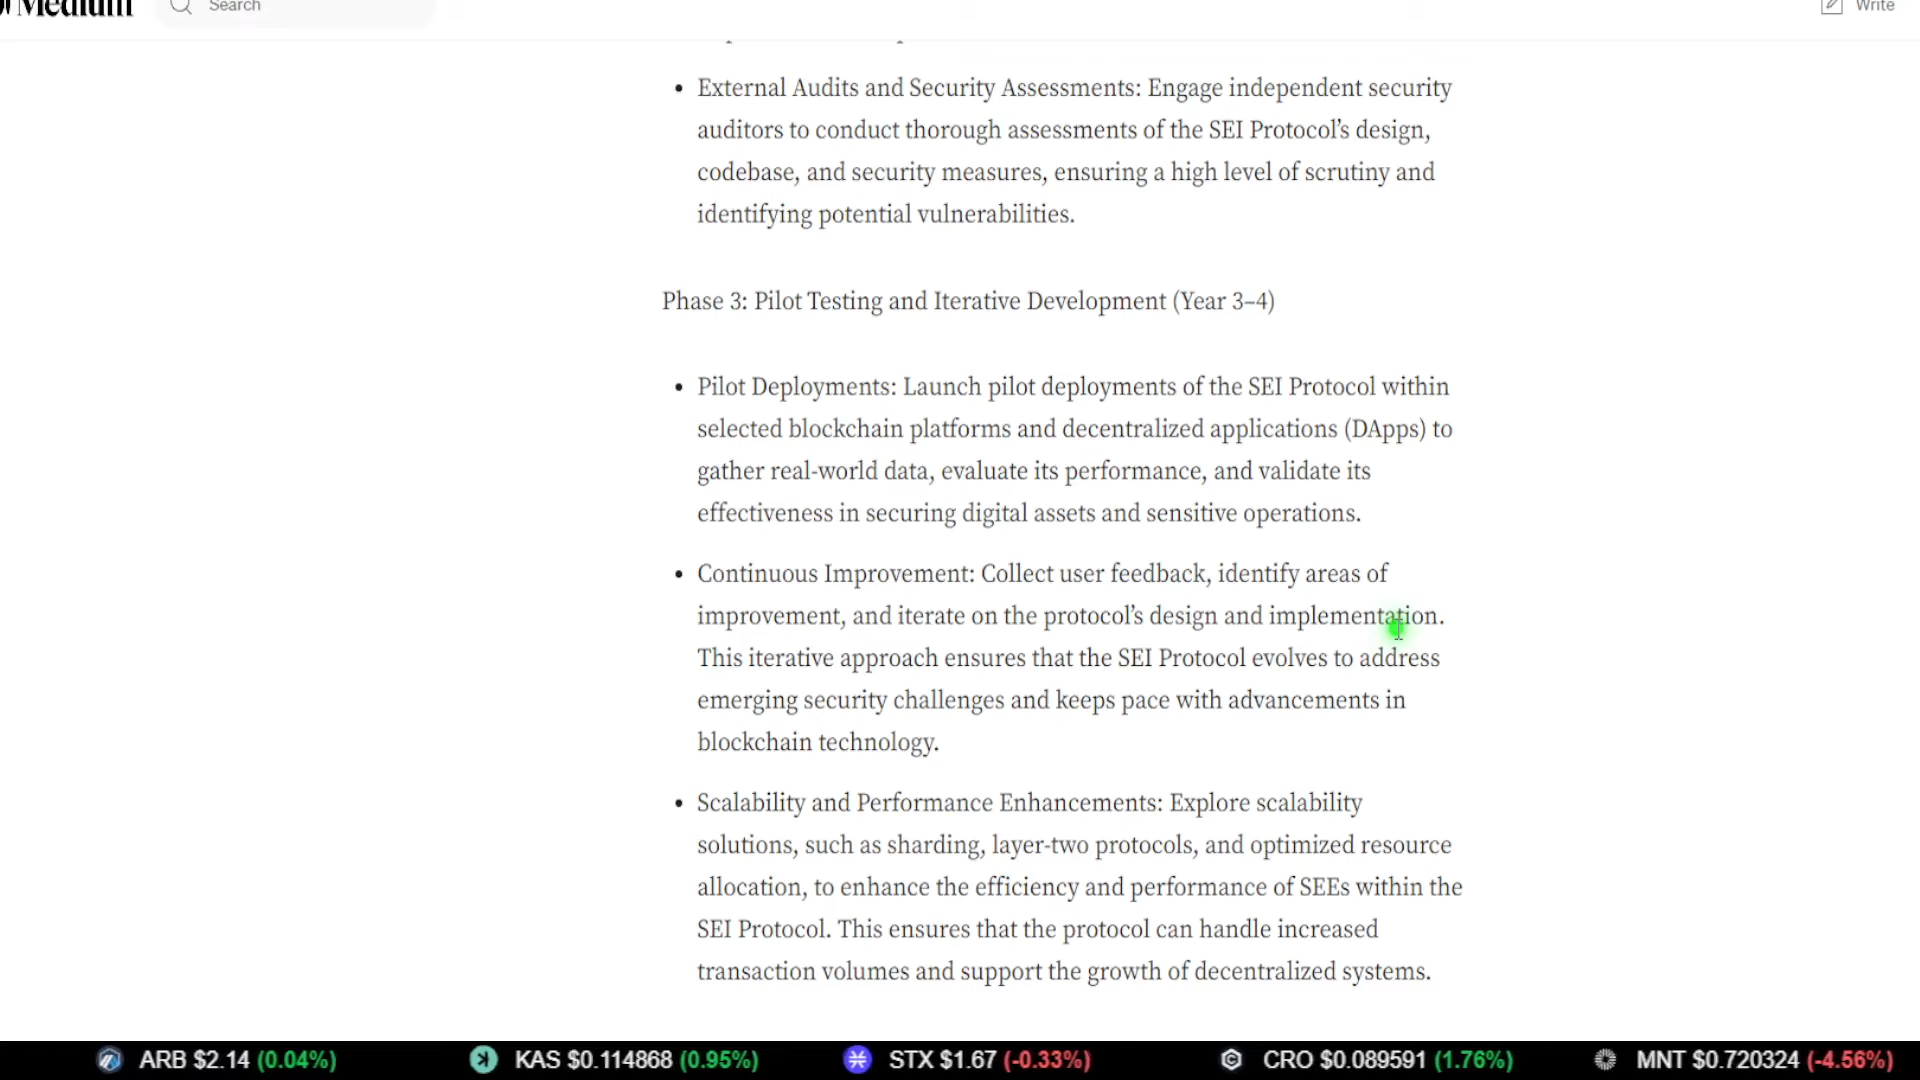 Medium
Search
Write
• External Audits and Security Assessments: Engage independent security
auditors to conduct thorough assessments of the SEI Protocol’s design,
codebase, and security measures, ensuring a high level of scrutiny and
identifying potential vulnerabilities.
Phase 3: Pilot Testing and Iterative Development (Year 3–4)
• Pilot Deployments: Launch pilot deployments of the SEI Protocol within
selected blockchain platforms and decentralized applications (DApps) to
gather real-world data, evaluate its performance, and validate its
effectiveness in securing digital assets and sensitive operations.
• Continuous Improvement: Collect user feedback, identify areas of
improvement, and iterate on the protocol’s design and implementation.
This iterative approach ensures that the SEI Protocol evolves to address
emerging security challenges and keeps pace with advancements in
blockchain technology.
• Scalability and Performance Enhancements: Explore scalability
solutions, such as sharding, layer-two protocols, and optimized resource
allocation, to enhance the efficiency and performance of SEEs within the
SEI Protocol. This ensures that the protocol can handle increased
transaction volumes and support the growth of decentralized systems.
ARB $2.14 (0.04%) KAS $0.114868 (0.95%) STX $1.67 (-0.33%) CRO $0.089591 (1.76%) MNT $0.720324 (-4.56%)